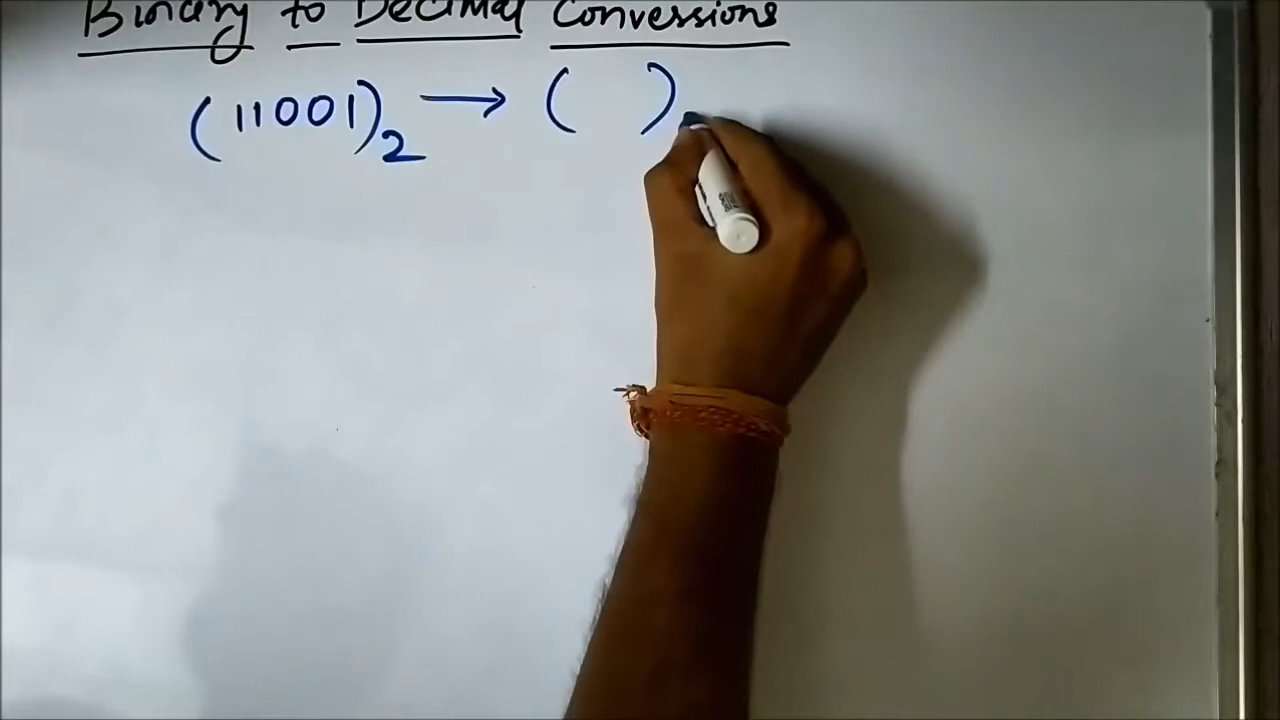 Binary to Decimal Conversions
(11001)2 → ( )